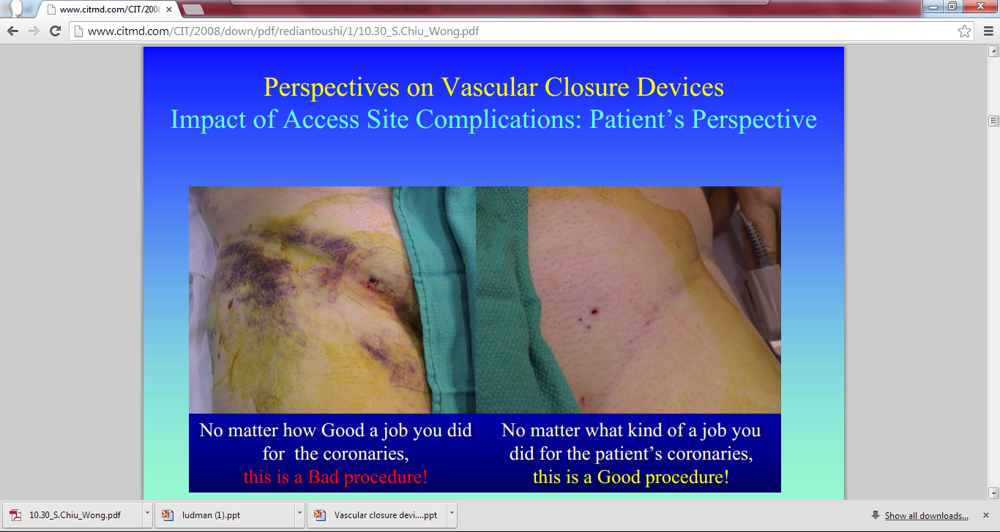 www.citmd.com/CIT/2008
www.citmd.com/CIT/2008/down/pdf/rediantoushi/1/10.30_S.Chiu_Wong.pdf
Perspectives on Vascular Closure Devices
Impact of Access Site Complications: Patient’s Perspective
No matter how Good a job you did
for the coronaries,
this is a Bad procedure!
No matter what kind of a job you
did for the patient’s coronaries,
this is a Good procedure!
10.30_S.Chiu_Wong.pdf
ludman (1).ppt
Vascular closure devi....ppt
Show all downloads...